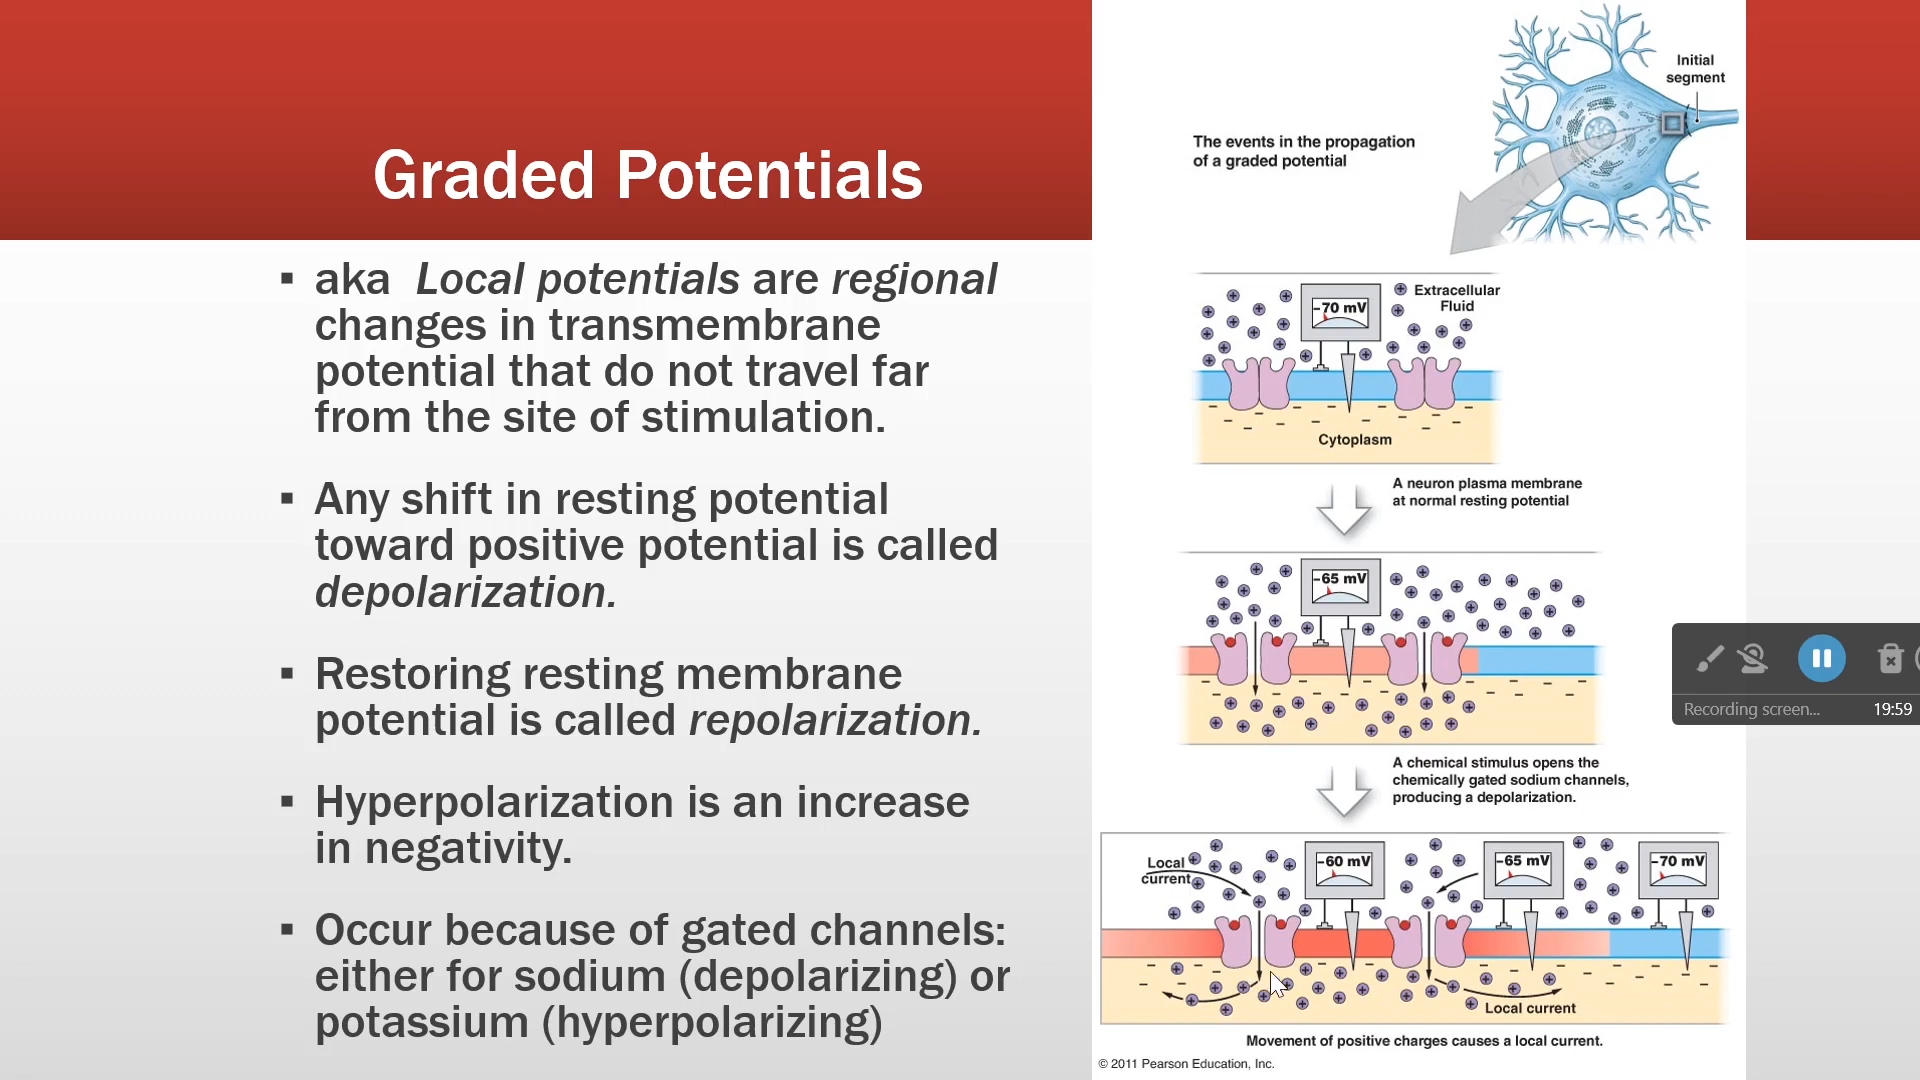 Graded Potentials
▪ aka Local potentials are regional
changes in transmembrane
potential that do not travel far
from the site of stimulation.
▪ Any shift in resting potential
toward positive potential is called
depolarization.
▪ Restoring resting membrane
potential is called repolarization.
▪ Hyperpolarization is an increase
in negativity.
▪ Occur because of gated channels:
either for sodium (depolarizing) or
potassium (hyperpolarizing)
Initial
segment
The events in the propagation
of a graded potential
–70 mV
Extracellular
Fluid
Cytoplasm
A neuron plasma membrane
at normal resting potential
–65 mV
A chemical stimulus opens the
chemically gated sodium channels,
producing a depolarization.
Local
current
–60 mV
–65 mV
–70 mV
Local current
Movement of positive charges causes a local current.
© 2011 Pearson Education, Inc.
Recording screen... 19:59